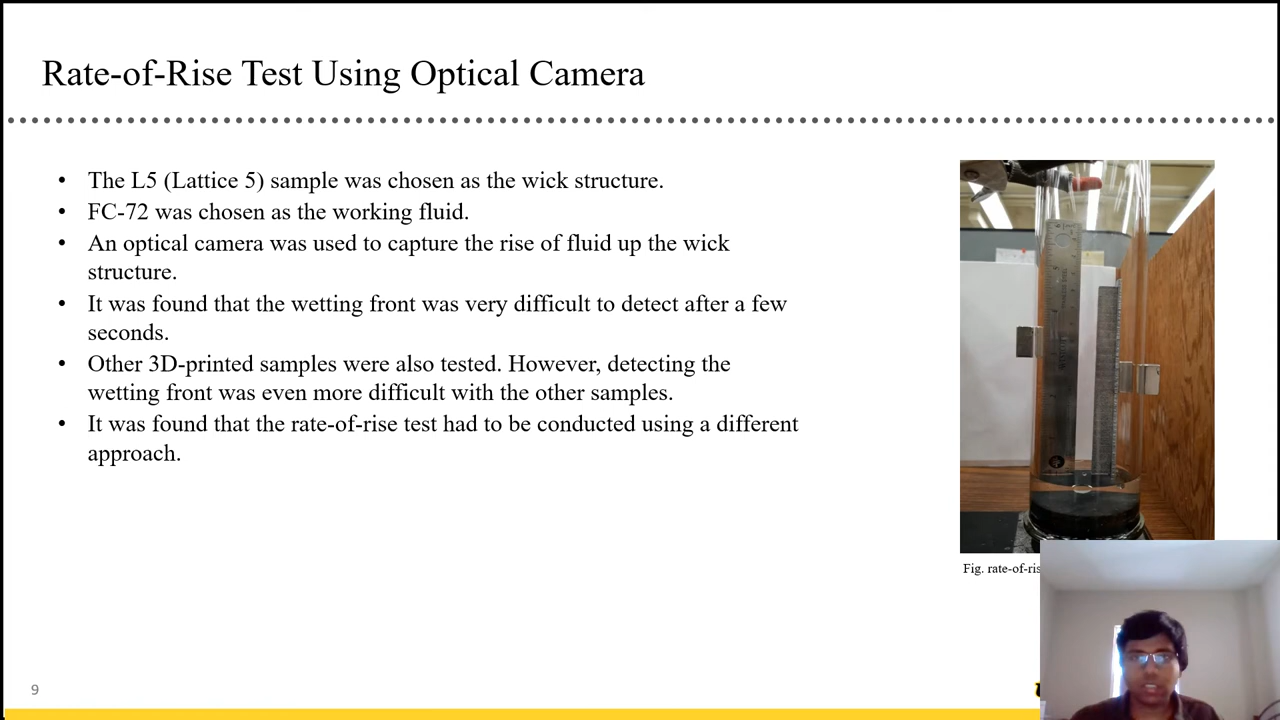 Rate-of-Rise Test Using Optical Camera
• The L5 (Lattice 5) sample was chosen as the wick structure.
• FC-72 was chosen as the working fluid.
• An optical camera was used to capture the rise of fluid up the wick
structure.
• It was found that the wetting front was very difficult to detect after a few
seconds.
• Other 3D-printed samples were also tested. However, detecting the
wetting front was even more difficult with the other samples.
• It was found that the rate-of-rise test had to be conducted using a different
approach.
Fig. rate-of-ris
9